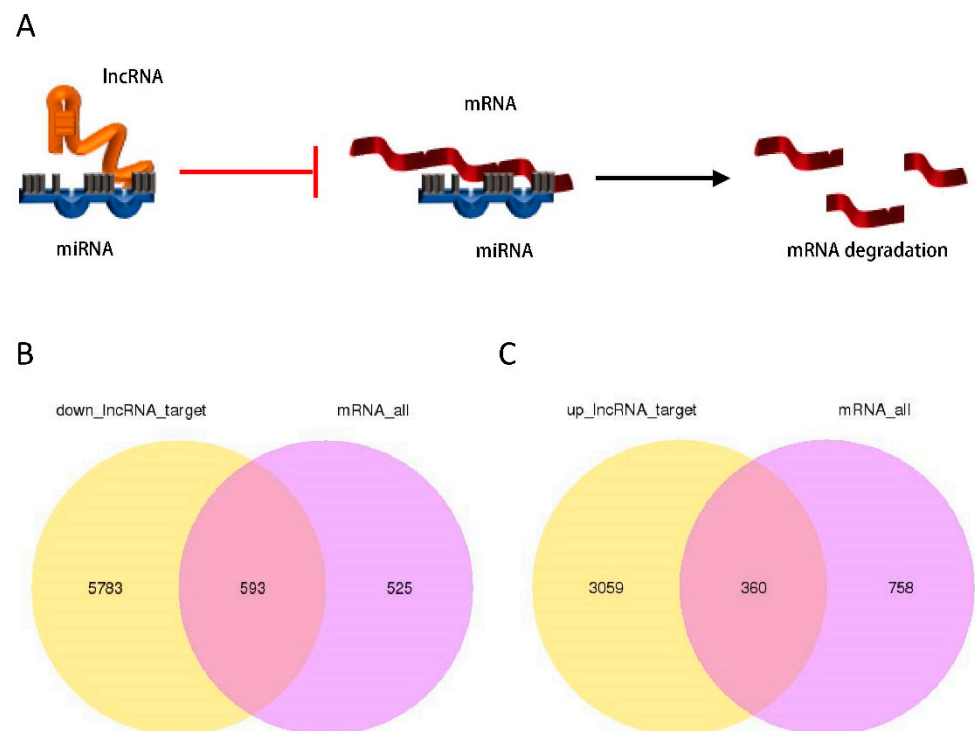 A
lncRNA
mRNA
miRNA
miRNA
mRNA degradation
B
C
down_lncRNA_target
mRNA_all
up_lncRNA_target
mRNA_all
5783
593
525
3059
360
758